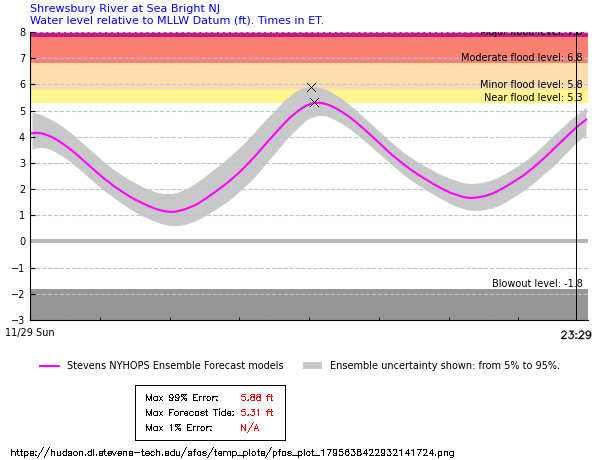 Shrewsbury River at Sea Bright NJ
Water level relative to MLLW Datum (ft). Times in ET.
8
7
Moderate flood level: 6.8
6
Minor flood level: 5.8
Near flood level: 5.3
5
4
3
2
1
0
−1
Blowout level: -1.8
−2
−3
11/29 Sun
23:29
Stevens NYHOPS Ensemble Forecast models
Ensemble uncertainty shown: from 5% to 95%.
Max 99% Error: 5.88 ft
Max Forecast Tide: 5.31 ft
Max 1% Error: N/A
https://hudson.dl.stevens-tech.edu/sfas/temp_plots/pfas_plot_1795638422932141724.png